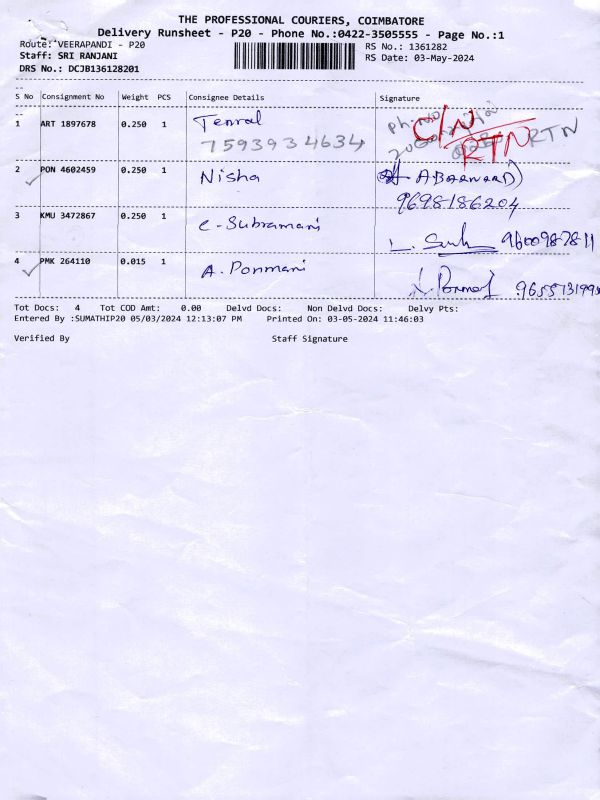 THE PROFESSIONAL COURIERS, COIMBATORE
Delivery Runsheet - P20 - Phone No.:0422-3505555 - Page No.:1
Route: VEERAPANDI - P20
RS No.: 1361282
Staff: SRI RANJANI
RS Date: 03-May-2024
DRS No.: DCJB136128201
S No Consignment No Weight PCS Consignee Details Signature
1 ART 1897678 0.250 1 Tenral
C/N
7593934634
RTN RTN
2 PON 4602459 0.250 1 Nisha
9698186204
3 KMU 3472867 0.250 1 C. Subramani
9600987811
4 PMK 264110 0.015 1 A. Ponmani
Tot Docs: 4 Tot COD Amt: 0.00 Delvd Docs: Non Delvd Docs: Delvy Pts:
Entered By :SUMATHIP20 05/03/2024 12:13:07 PM Printed On: 03-05-2024 11:46:03
Verified By Staff Signature